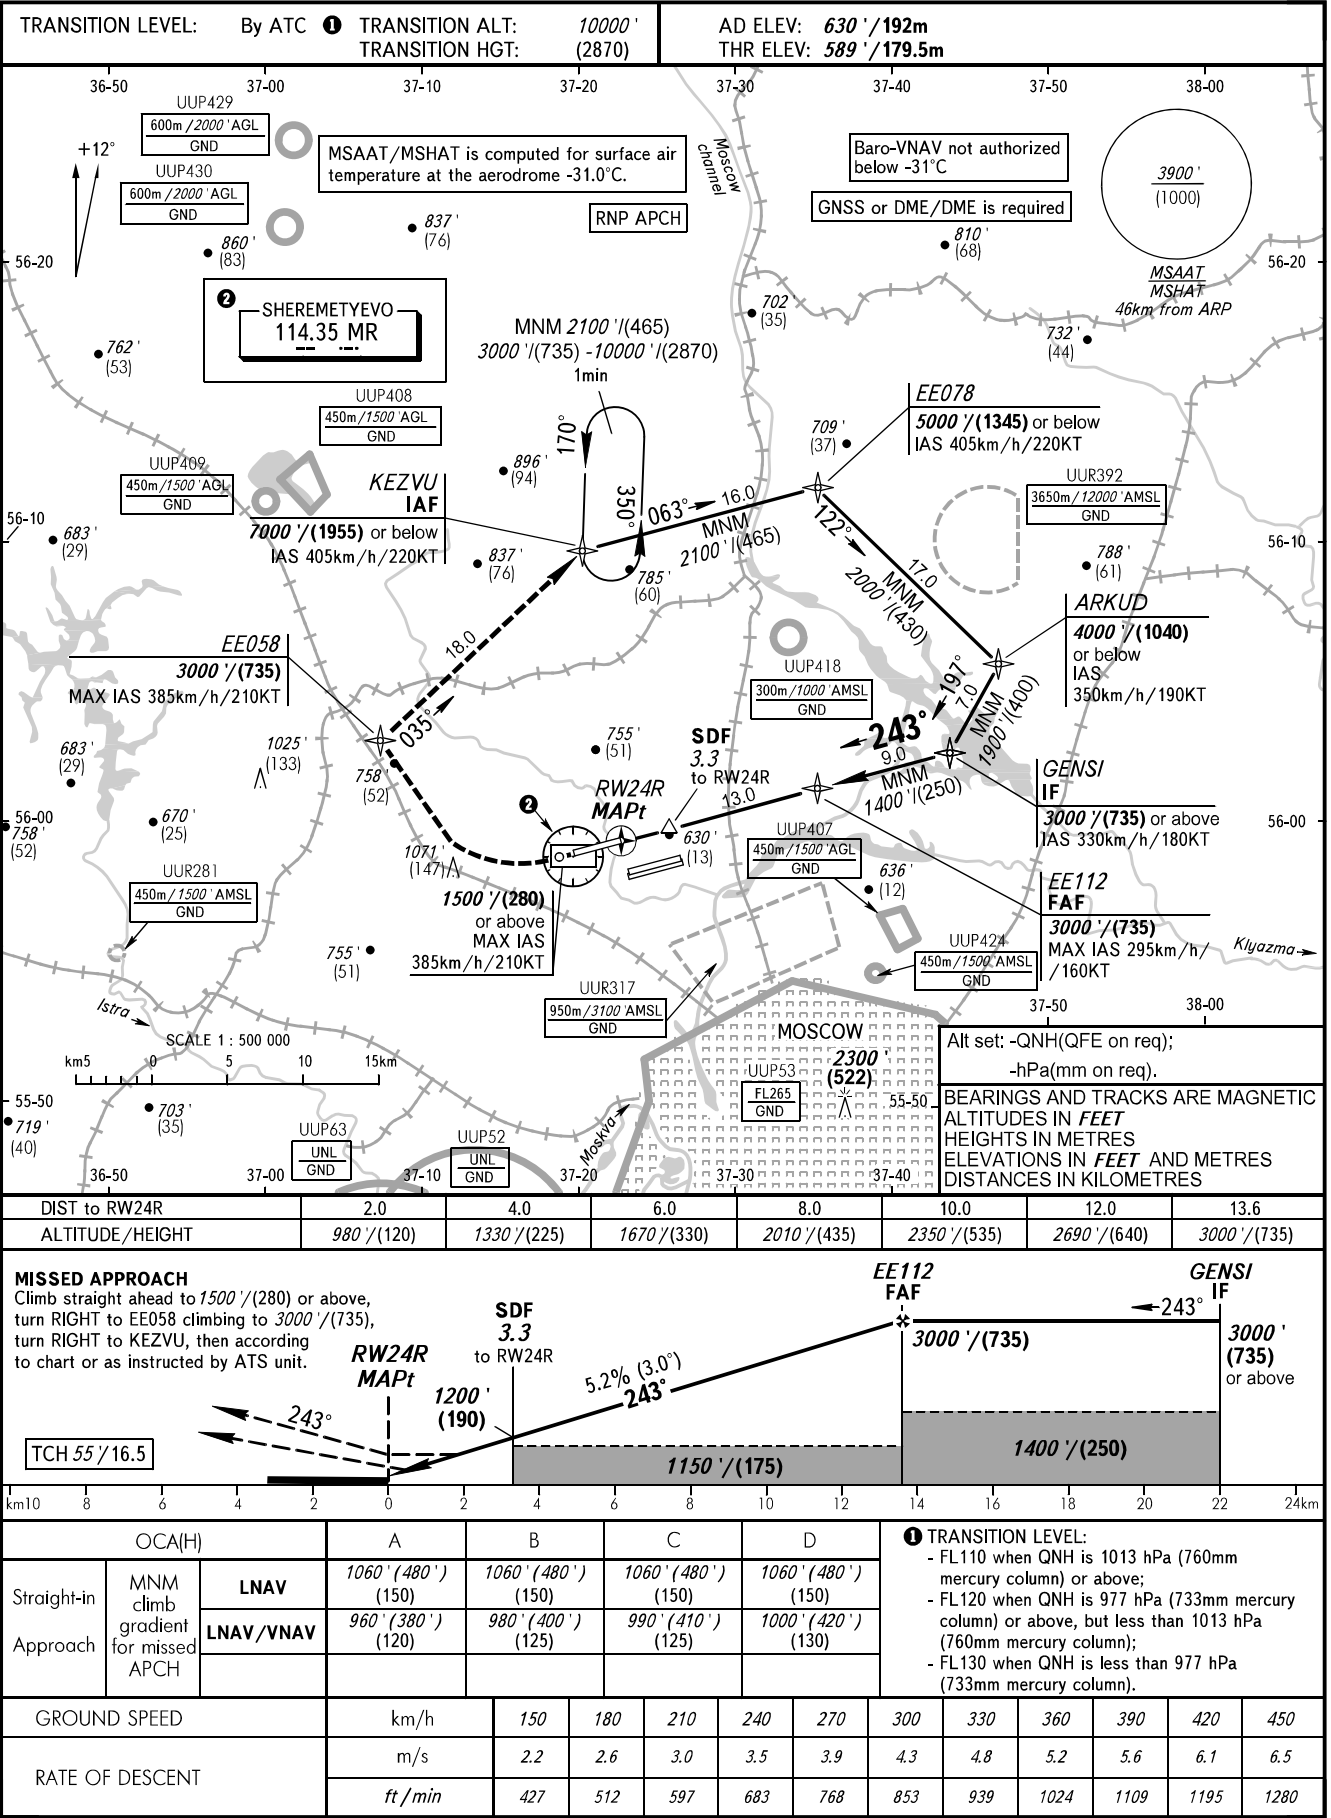 TRANSITION LEVEL: By ATC ❶ TRANSITION ALT: 10000 '
TRANSITION HGT: (2870)
AD ELEV: 630 '/192m
THR ELEV: 589 '/179.5m
36-50 37-00 37-10 37-20 37-30 37-40 37-50 38-00
UUP429
600m/2000 'AGL
GND
+12°
UUP430
600m/2000 'AGL
GND
MSAAT/MSHAT is computed for surface air
temperature at the aerodrome -31.0°C.
RNP APCH
Moscow
channel
Baro-VNAV not authorized
below -31°C
GNSS or DME/DME is required
3900 '
(1000)
MSAAT
MSHAT
46km from ARP
860 '
(83)
837 '
(76)
810 '
(68)
56-20 56-20
❷
SHEREMETYEVO
114.35 MR
MNM 2100 '/(465)
3000 '/(735) -10000 '/(2870)
1min
702 '
(35)
732 '
(44)
762 '
(53)
UUP408
450m/1500 'AGL
GND
170°
350°
EE078
5000 '/(1345) or below
IAS 405km/h/220KT
709 '
(37)
UUP409
450m/1500 'AGL
GND
896 '
(94)
KEZVU
IAF
7000 '/(1955) or below
IAS 405km/h/220KT
063° 16.0
MNM
2100 '/(465)
122°
17.0
MNM
2000 '/(430)
UUR392
3650m/12000 'AMSL
GND
56-10 56-10
683 '
(29)
837 '
(76)
785 '
(60)
788 '
(61)
ARKUD
4000 '/(1040)
or below
IAS
350km/h/190KT
EE058
3000 '/(735)
MAX IAS 385km/h/210KT
18.0
035°
UUP418
300m/1000 'AMSL
GND
197°
7.0
MNM
1900 '/(400)
243°
9.0
MNM
1400 '/(250)
683 '
(29)
1025 '
(133)
758 '
(52)
755 '
(51)
SDF
3.3
to RW24R
13.0
RW24R
MAPt
GENSI
IF
3000 '/(735) or above
IAS 330km/h/180KT
670 '
(25)
56-00 56-00
758 '
(52)
❷
1071 '
(147)
630 '
(13)
UUP407
450m/1500 'AGL
GND
636 '
(12)
UUR281
450m/1500 'AMSL
GND
1500 '/(280)
or above
MAX IAS
385km/h/210KT
EE112
FAF
3000 '/(735)
MAX IAS 295km/h/
/160KT
755 '
(51)
UUP424
450m/1500 'AMSL
GND
Klyazma
UUR317
950m/3100 'AMSL
GND
Istra
37-50 38-00
SCALE 1 : 500 000
km5 0 5 10 15km
MOSCOW
2300 '
(522)
UUP53
FL265
GND
Alt set: -QNH(QFE on req);
-hPa(mm on req).
55-50 55-50
703 '
(35)
719 '
(40)
UUP63
UNL
GND
UUP52
UNL
GND
Moskva
BEARINGS AND TRACKS ARE MAGNETIC
ALTITUDES IN FEET
HEIGHTS IN METRES
ELEVATIONS IN FEET AND METRES
DISTANCES IN KILOMETRES
36-50 37-00 37-10 37-20 37-30 37-40
DIST to RW24R 2.0 4.0 6.0 8.0 10.0 12.0 13.6
ALTITUDE/HEIGHT 980 '/(120) 1330 '/(225) 1670 '/(330) 2010 '/(435) 2350 '/(535) 2690 '/(640) 3000 '/(735)
MISSED APPROACH
Climb straight ahead to 1500 '/(280) or above,
turn RIGHT to EE058 climbing to 3000 '/(735),
turn RIGHT to KEZVU, then according
to chart or as instructed by ATS unit.
RW24R
MAPt
SDF
3.3
to RW24R
EE112
FAF
GENSI
IF
243°
3000 '/(735)
3000 '
(735)
or above
1200 '
(190)
5.2% (3.0°)
243°
243°
TCH 55 '/16.5
1150 '/(175)
1400 '/(250)
km10 8 6 4 2 0 2 4 6 8 10 12 14 16 18 20 22 24km
OCA(H) A B C D
Straight-in
Approach
MNM
climb
gradient
for missed
APCH
LNAV 1060 '(480 ') 1060 '(480 ') 1060 '(480 ') 1060 '(480 ')
(150) (150) (150) (150)
LNAV/VNAV 960 '(380 ') 980 '(400 ') 990 '(410 ') 1000 '(420 ')
(120) (125) (125) (130)
❶ TRANSITION LEVEL:
- FL110 when QNH is 1013 hPa (760mm
mercury column) or above;
- FL120 when QNH is 977 hPa (733mm mercury
column) or above, but less than 1013 hPa
(760mm mercury column);
- FL130 when QNH is less than 977 hPa
(733mm mercury column).
GROUND SPEED km/h 150 180 210 240 270 300 330 360 390 420 450
RATE OF DESCENT
m/s 2.2 2.6 3.0 3.5 3.9 4.3 4.8 5.2 5.6 6.1 6.5
ft/min 427 512 597 683 768 853 939 1024 1109 1195 1280